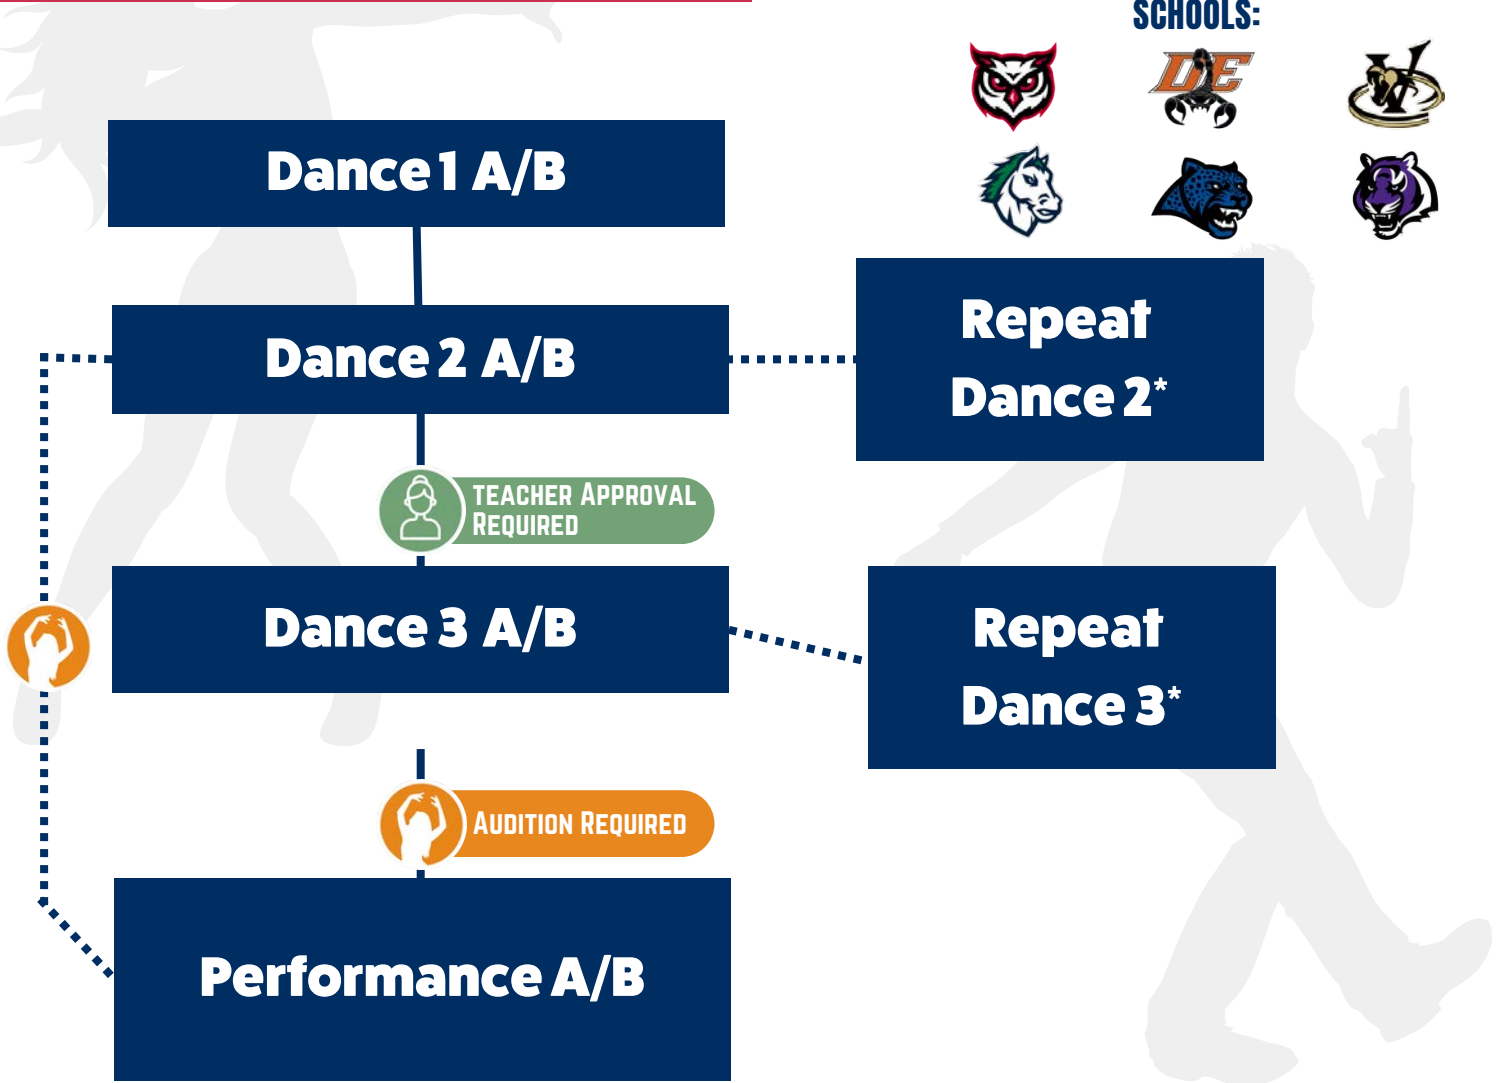 SCHOOLS:
DE
V
Dance 1 A/B
Dance 2 A/B
Repeat
Dance 2*
TEACHER APPROVAL
REQUIRED
Dance 3 A/B
Repeat
Dance 3*
AUDITION REQUIRED
Performance A/B